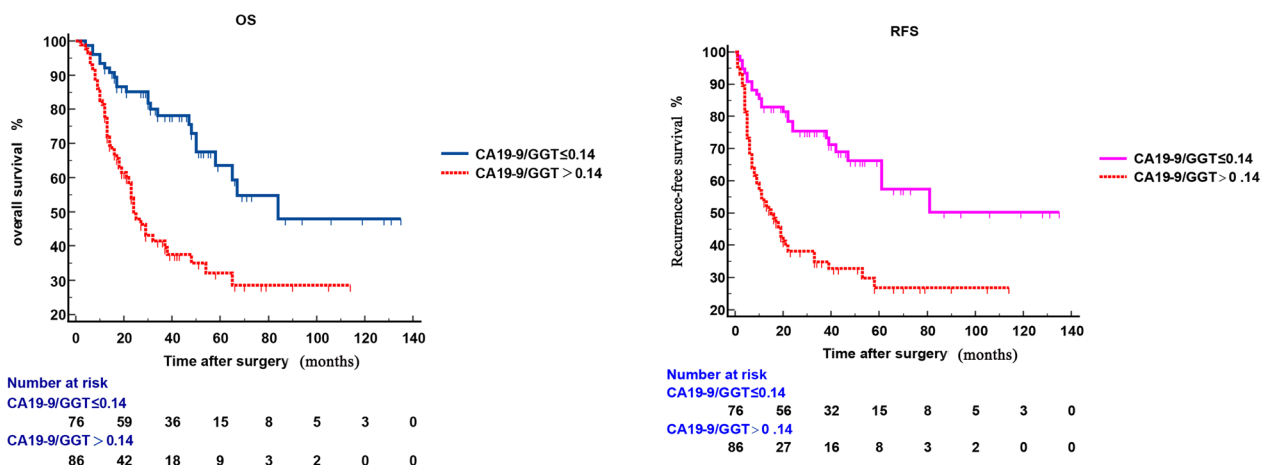 OS
100
90
80
70
60
50
40
30
20
overall survival %
0 20 40 60 80 100 120 140
Time after surgery (months)
CA19-9/GGT≤0.14
CA19-9/GGT＞0.14
Number at risk
CA19-9/GGT≤0.14
76 59 36 15 8 5 3 0
CA19-9/GGT＞0.14
86 42 18 9 3 2 0 0
RFS
100
90
80
70
60
50
40
30
20
Recurrence-free survival %
0 20 40 60 80 100 120 140
Time after surgery (months)
CA19-9/GGT≤0.14
CA19-9/GGT＞0 .14
Number at risk
CA19-9/GGT≤0.14
76 56 32 15 8 5 3 0
CA19-9/GGT＞0 .14
86 27 16 8 3 2 0 0